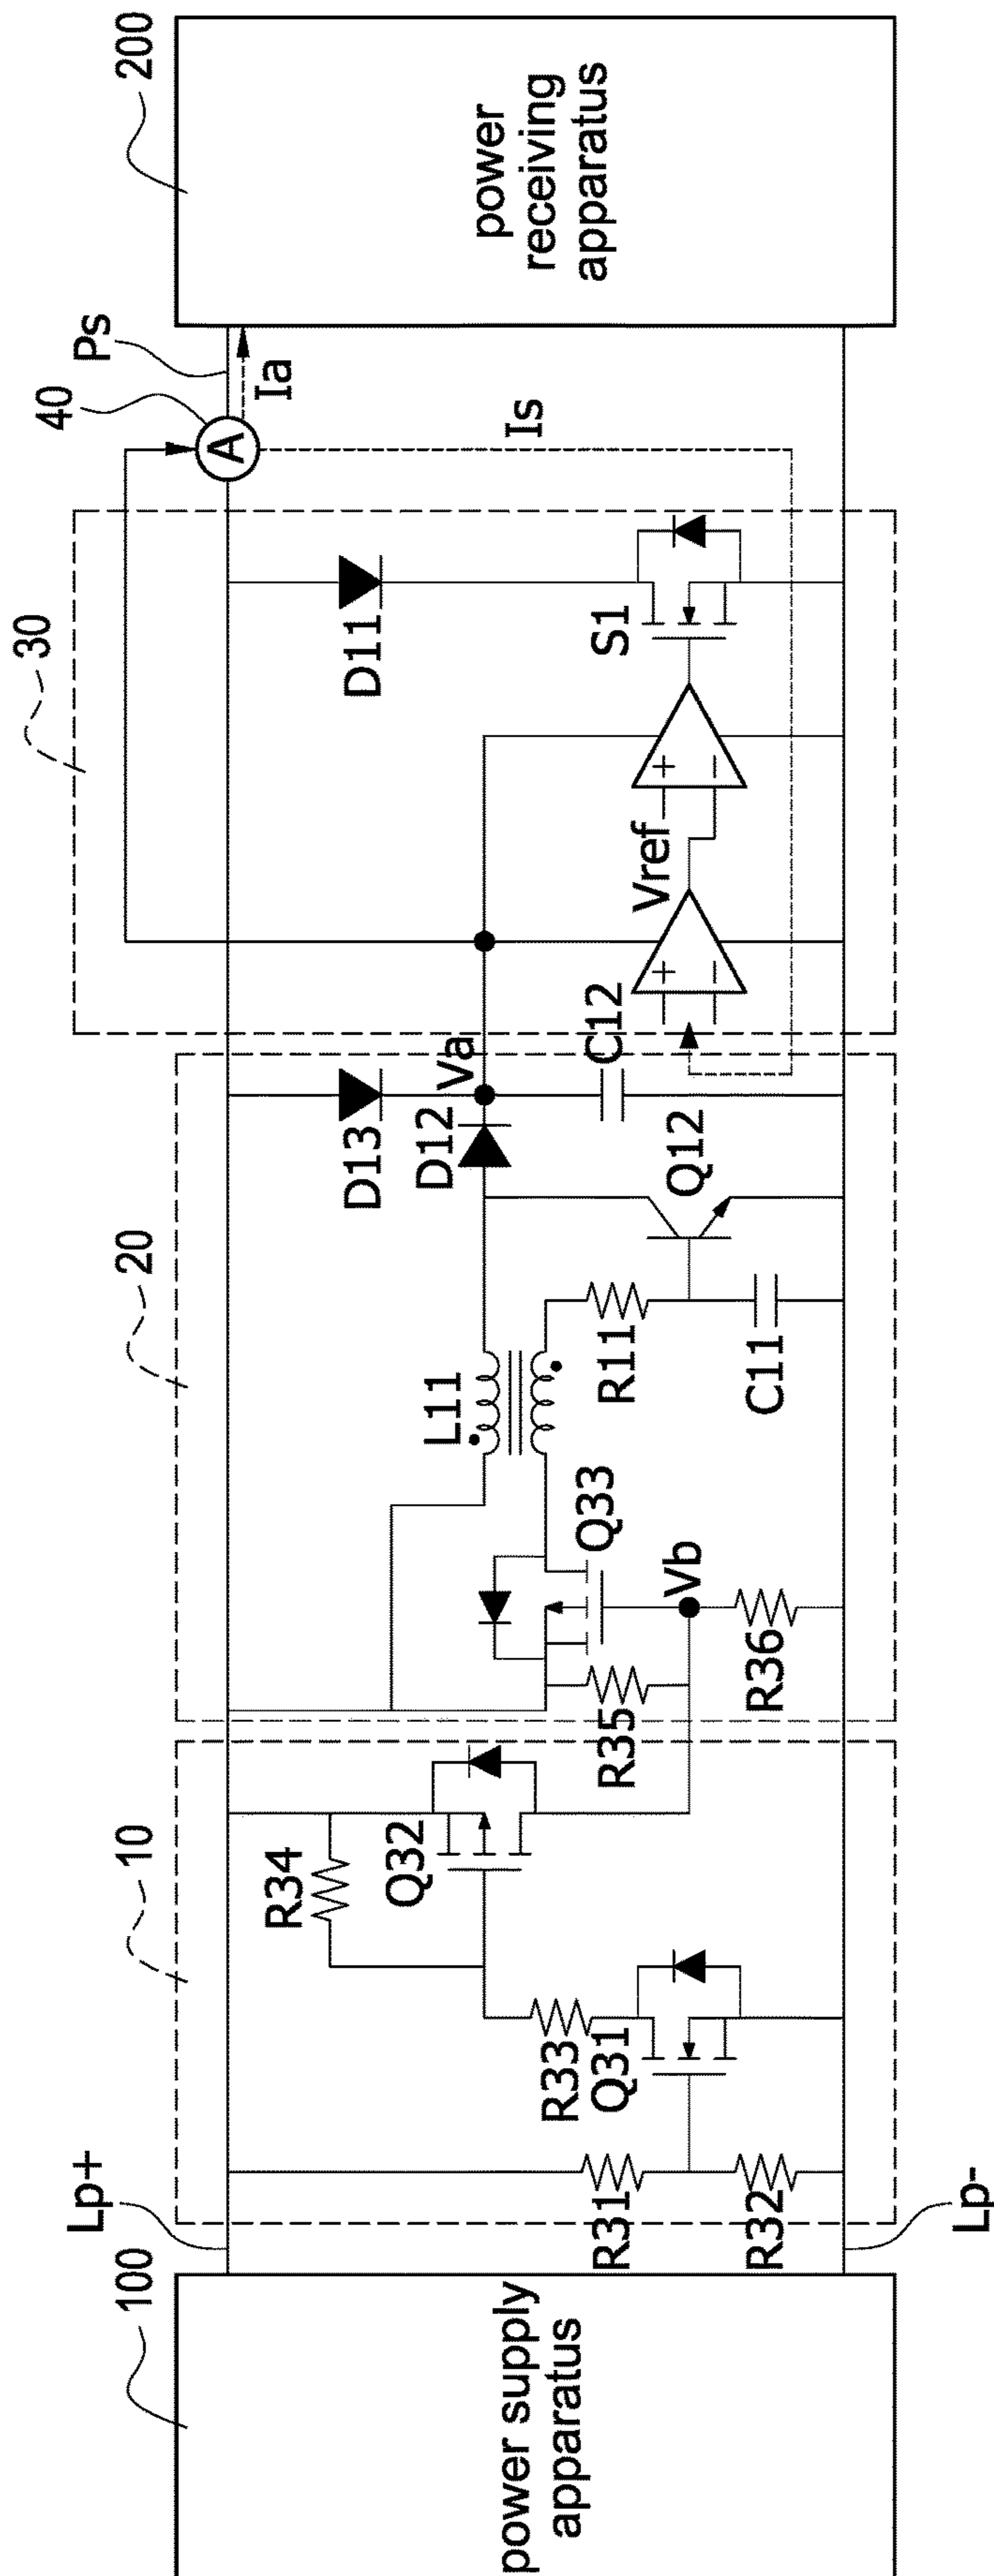 100
power supply
apparatus
Lp+
Lp-
10
R31
R32
R33
Q31
R34
Q32
20
R35
R36
Vb
Q33
L11
R11
C11
Q12
D13
D12
Va
C12
30
+
-
Vref
+
-
S1
D11
40
A
Is
Ia
Ps
200
power
receiving
apparatus